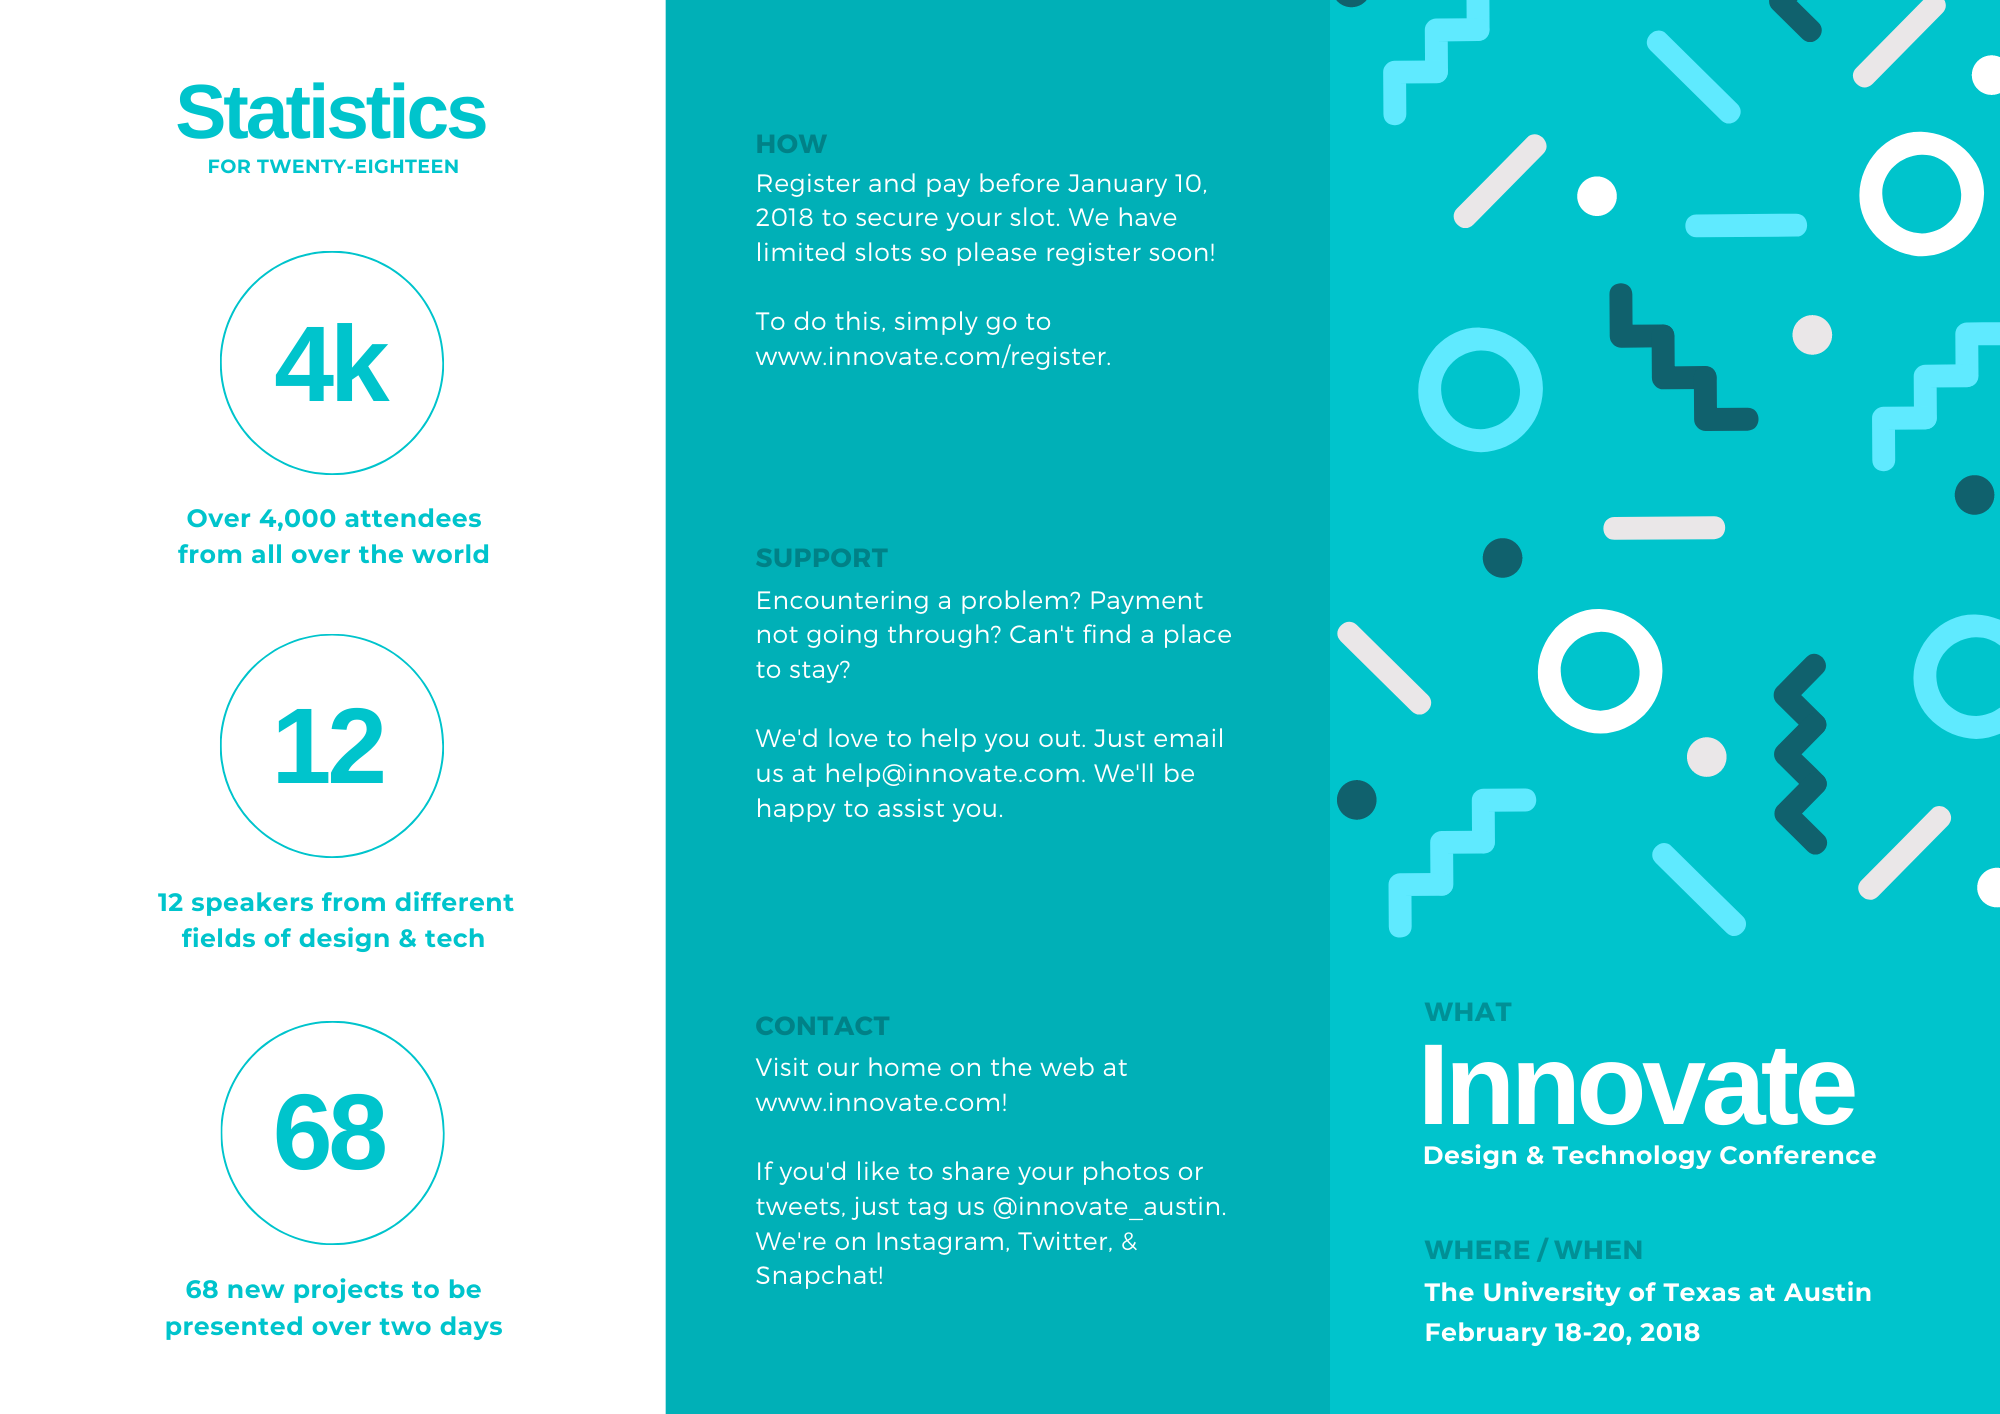 Statistics
FOR TWENTY-EIGHTEEN
4k
Over 4,000 attendees
from all over the world
12
12 speakers from different
fields of design & tech
68
68 new projects to be
presented over two days
HOW
Register and pay before January 10,
2018 to secure your slot. We have
limited slots so please register soon!
To do this, simply go to
www.innovate.com/register.
SUPPORT
Encountering a problem? Payment
not going through? Can't find a place
to stay?
We'd love to help you out. Just email
us at help@innovate.com. We'll be
happy to assist you.
CONTACT
Visit our home on the web at
www.innovate.com!
If you'd like to share your photos or
tweets, just tag us @innovate_austin.
We're on Instagram, Twitter, &
Snapchat!
WHAT
Innovate
Design & Technology Conference
WHERE / WHEN
The University of Texas at Austin
February 18-20, 2018